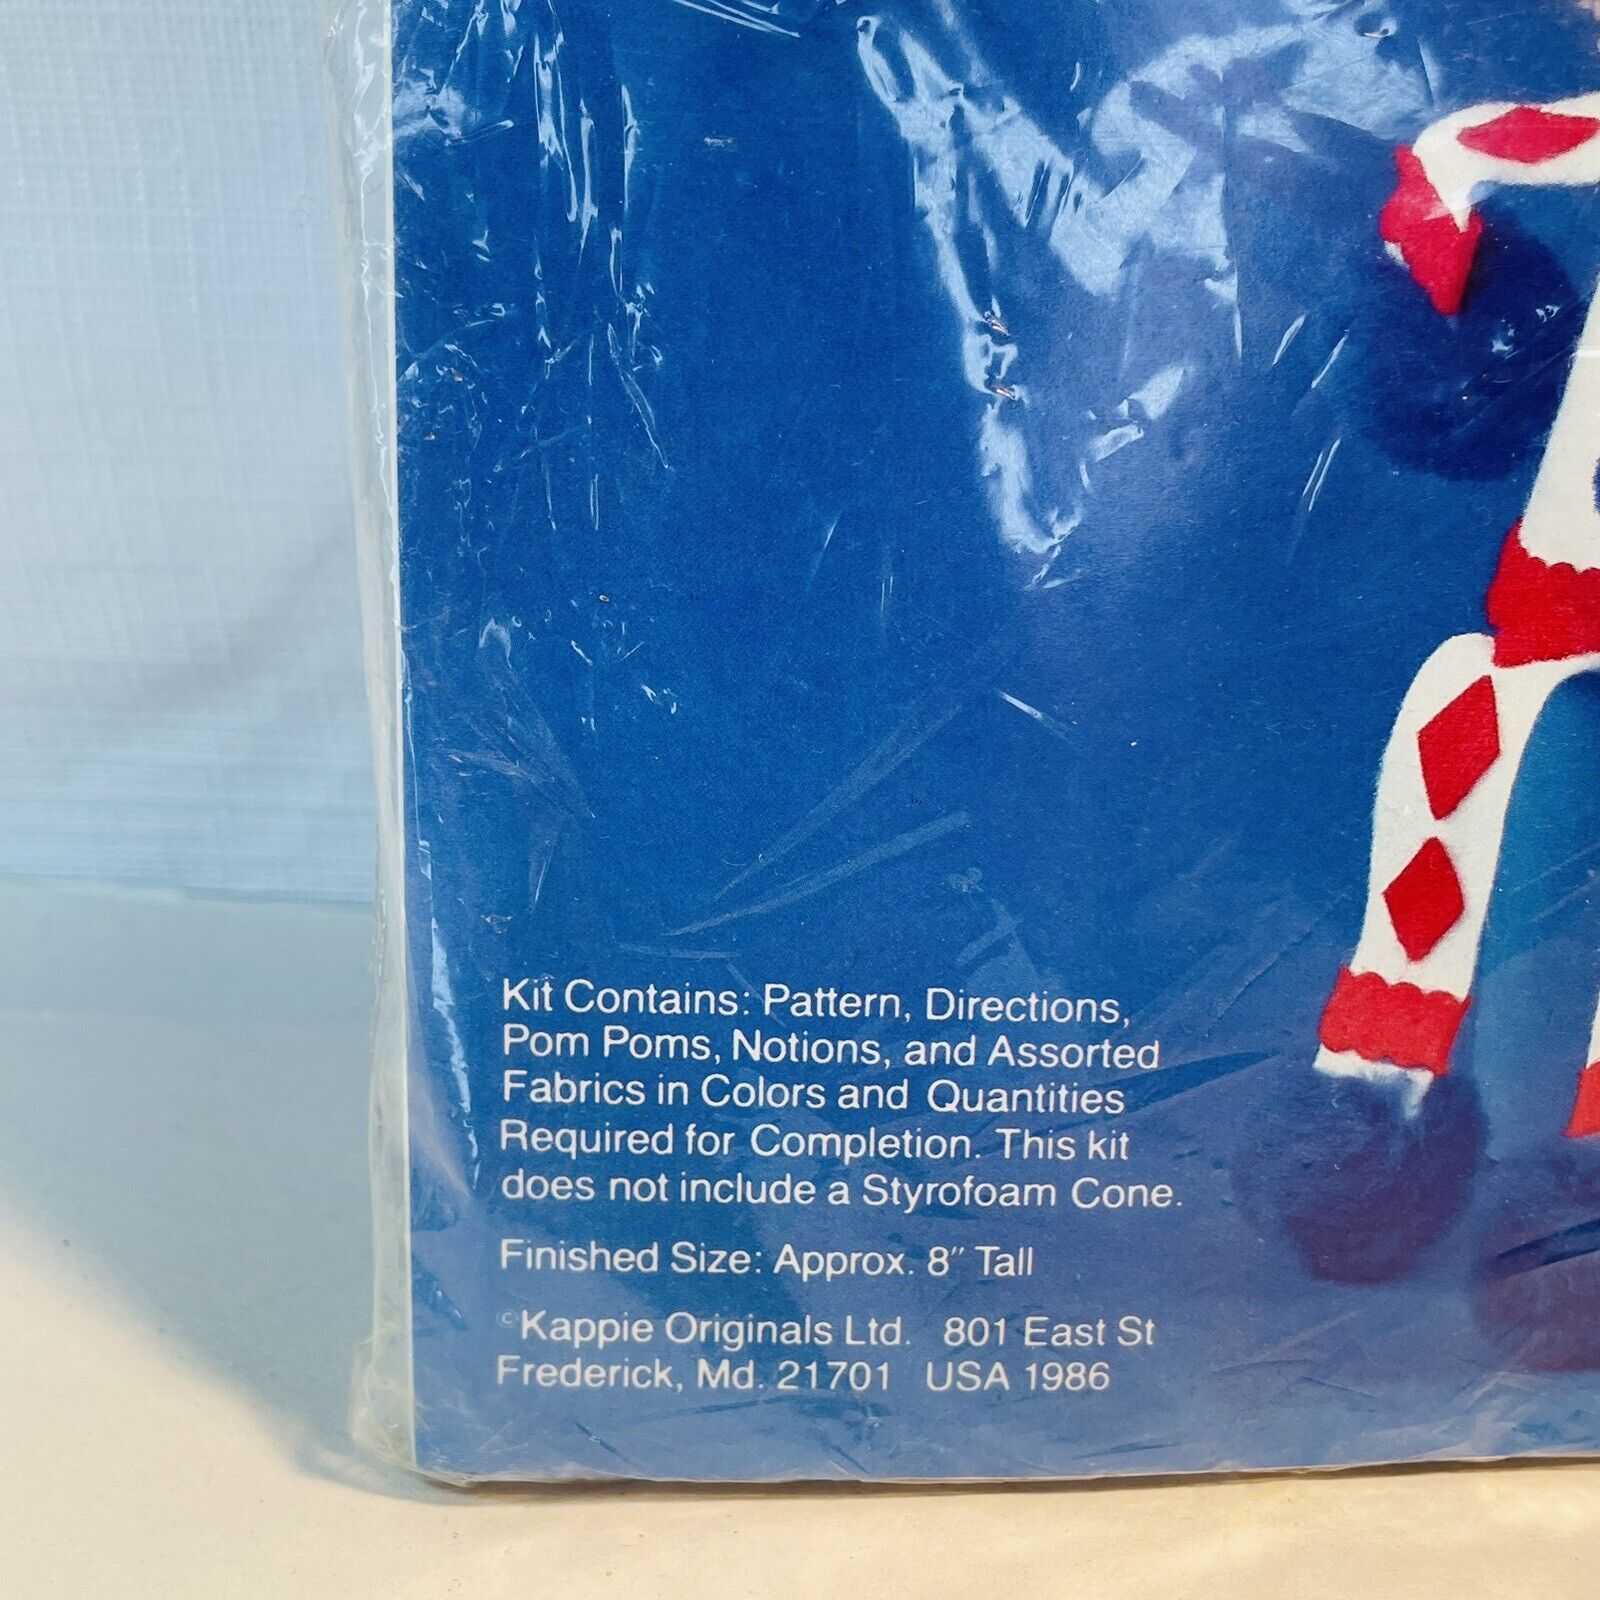 Kit Contains: Pattern, Directions,
Pom Poms, Notions, and Assorted
Fabrics in Colors and Quantities
Required for Completion. This kit
does not include a Styrofoam Cone.
Finished Size: Approx. 8″ Tall
©Kappie Originals Ltd. 801 East St
Frederick, Md. 21701 USA 1986